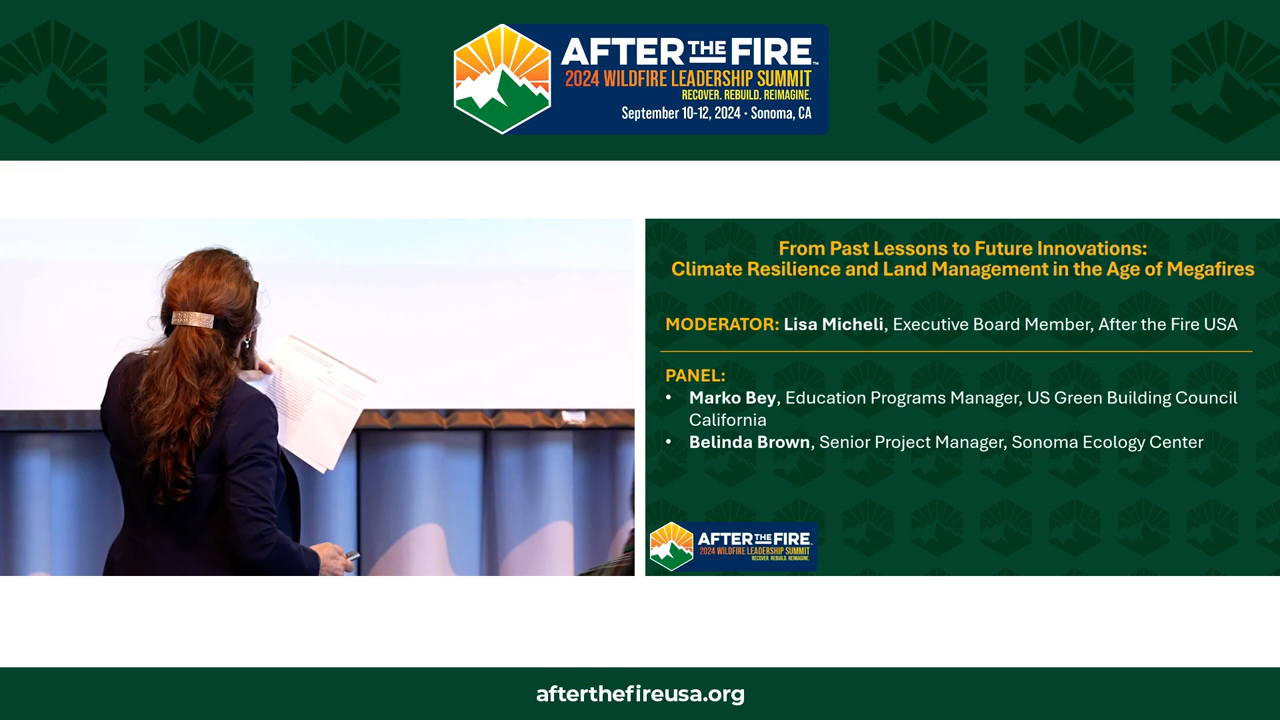 AFTER THE FIRE™
2024 WILDFIRE LEADERSHIP SUMMIT
RECOVER. REBUILD. REIMAGINE.
September 10-12, 2024 · Sonoma, CA
From Past Lessons to Future Innovations:
Climate Resilience and Land Management in the Age of Megafires
MODERATOR: Lisa Micheli, Executive Board Member, After the Fire USA
PANEL:
• Marko Bey, Education Programs Manager, US Green Building Council
California
• Belinda Brown, Senior Project Manager, Sonoma Ecology Center
AFTER THE FIRE
2024 WILDFIRE LEADERSHIP SUMMIT
RECOVER. REBUILD. REIMAGINE.
afterthefireusa.org